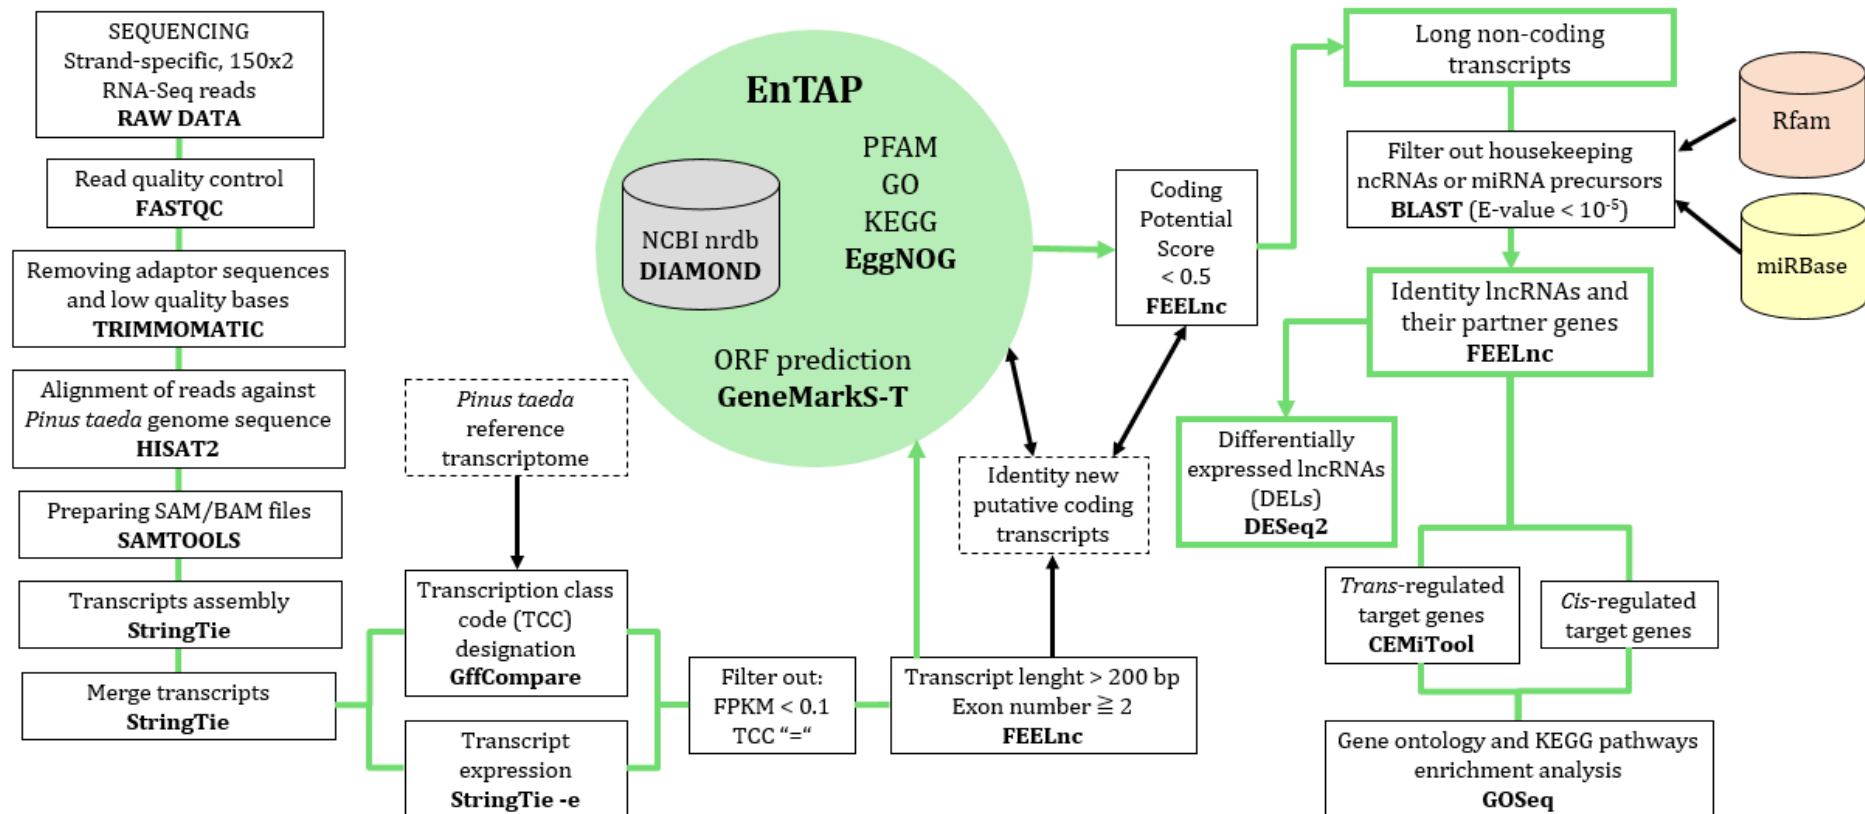 SEQUENCING
Strand-specific, 150x2
RNA-Seq reads
RAW DATA
Read quality control
FASTQC
Removing adaptor sequences
and low quality bases
TRIMMOMATIC
Alignment of reads against
Pinus taeda genome sequence
HISAT2
Preparing SAM/BAM files
SAMTOOLS
Transcripts assembly
StringTie
Merge transcripts
StringTie
Pinus taeda
reference
transcriptome
Transcription class
code (TCC)
designation
GffCompare
Transcript
expression
StringTie -e
Filter out:
FPKM < 0.1
TCC “=“
Transcript lenght > 200 bp
Exon number ≧ 2
FEELnc
EnTAP
NCBI nrdb
DIAMOND
PFAM
GO
KEGG
EggNOG
ORF prediction
GeneMarkS-T
Identity new
putative coding
transcripts
Coding
Potential
Score
< 0.5
FEELnc
Long non-coding
transcripts
Filter out housekeeping
ncRNAs or miRNA precursors
BLAST (E-value < 10⁻⁵)
Rfam
miRBase
Identity lncRNAs and
their partner genes
FEELnc
Differentially
expressed lncRNAs
(DELs)
DESeq2
Trans-regulated
target genes
CEMiTool
Cis-regulated
target genes
Gene ontology and KEGG pathways
enrichment analysis
GOSeq